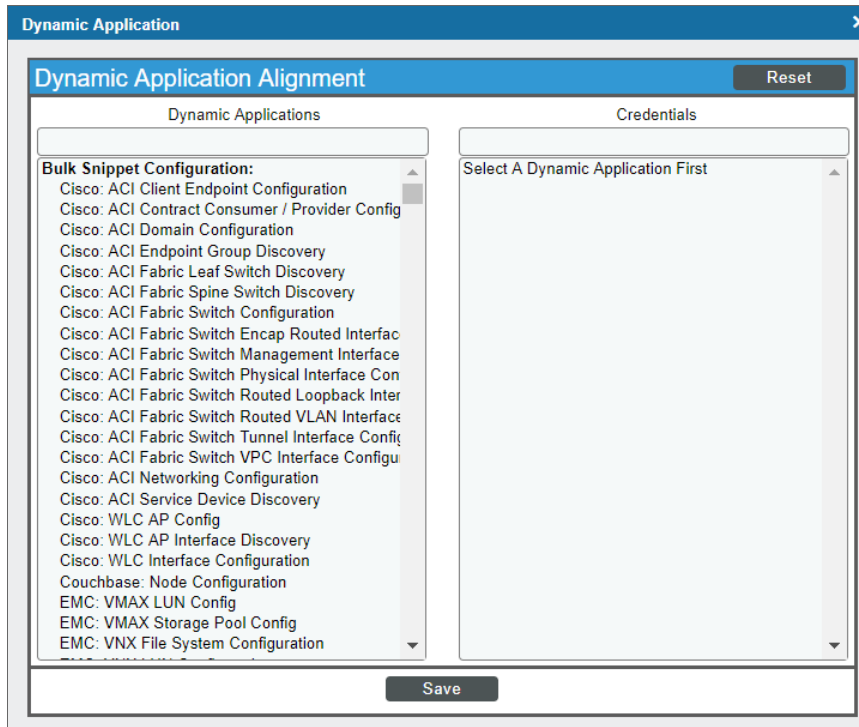 Dynamic Application
Dynamic Application Alignment
Reset
Dynamic Applications
Credentials
Bulk Snippet Configuration:
Cisco: ACI Client Endpoint Configuration
Cisco: ACI Contract Consumer / Provider Config
Cisco: ACI Domain Configuration
Cisco: ACI Endpoint Group Discovery
Cisco: ACI Fabric Leaf Switch Discovery
Cisco: ACI Fabric Spine Switch Discovery
Cisco: ACI Fabric Switch Configuration
Cisco: ACI Fabric Switch Encap Routed Interfac
Cisco: ACI Fabric Switch Management Interface
Cisco: ACI Fabric Switch Physical Interface Con
Cisco: ACI Fabric Switch Routed Loopback Inter
Cisco: ACI Fabric Switch Routed VLAN Interface
Cisco: ACI Fabric Switch Tunnel Interface Config
Cisco: ACI Fabric Switch VPC Interface Configu
Cisco: ACI Networking Configuration
Cisco: ACI Service Device Discovery
Cisco: WLC AP Config
Cisco: WLC AP Interface Discovery
Cisco: WLC Interface Configuration
Couchbase: Node Configuration
EMC: VMAX LUN Config
EMC: VMAX Storage Pool Config
EMC: VNX File System Configuration
Select A Dynamic Application First
Save